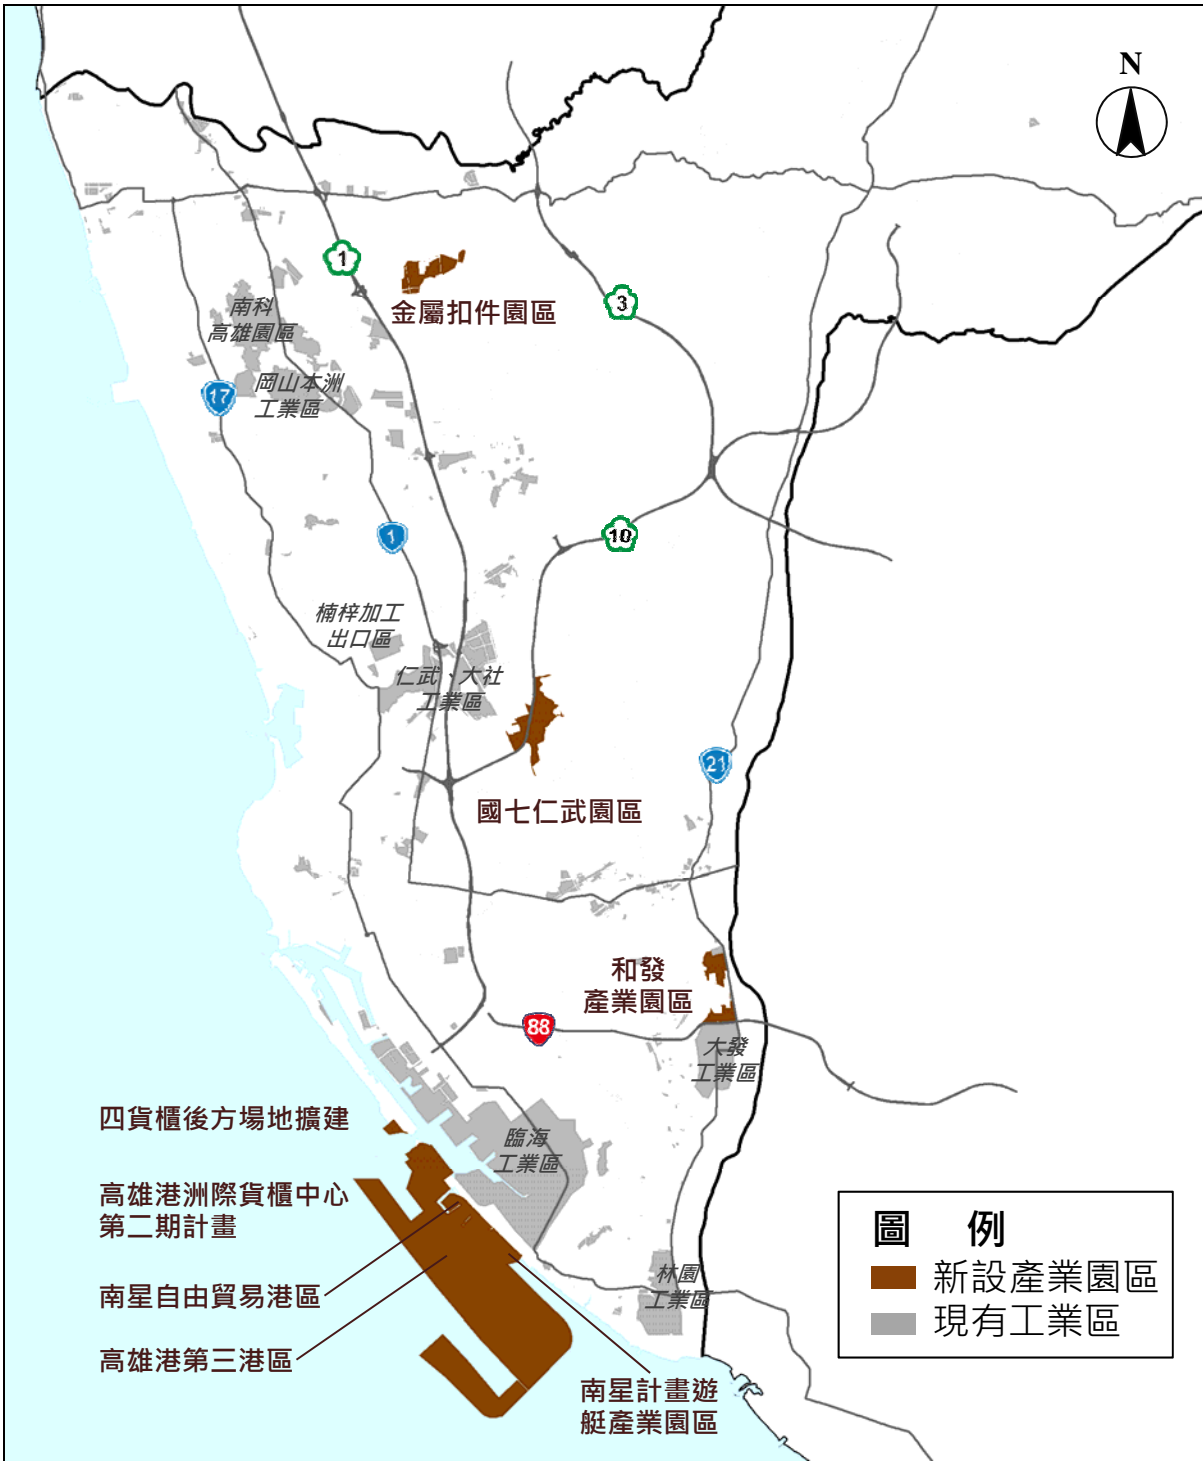 N
1
金屬扣件園區
3
南科
高雄園區
17
岡山本洲
工業區
1
10
楠梓加工
出口區
仁武、大社
工業區
21
國七仁武園區
和發
產業園區
88
大發
工業區
四貨櫃後方場地擴建
臨海
工業區
高雄港洲際貨櫃中心
第二期計畫
南星自由貿易港區
高雄港第三港區
林園
工業區
南星計畫遊
艇產業園區
圖 例
新設產業園區
現有工業區